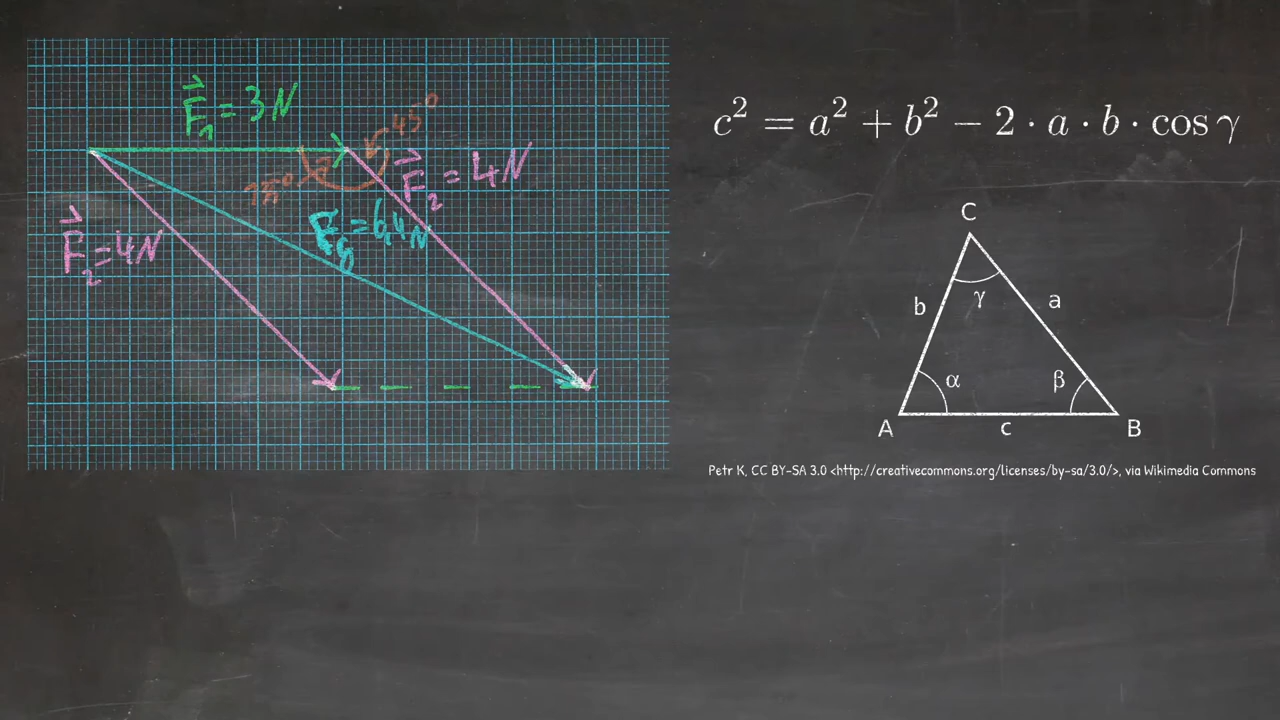 F⃗₁ = 3N
45°
F⃗₂ = 4N
F⃗₂ = 4N
= 6,4N
c² = a² + b² − 2 · a · b · cos γ
C
γ
b
a
α
β
A
c
B
Petr K, CC BY-SA 3.0 <http://creativecommons.org/licenses/by-sa/3.0/>, via Wikimedia Commons